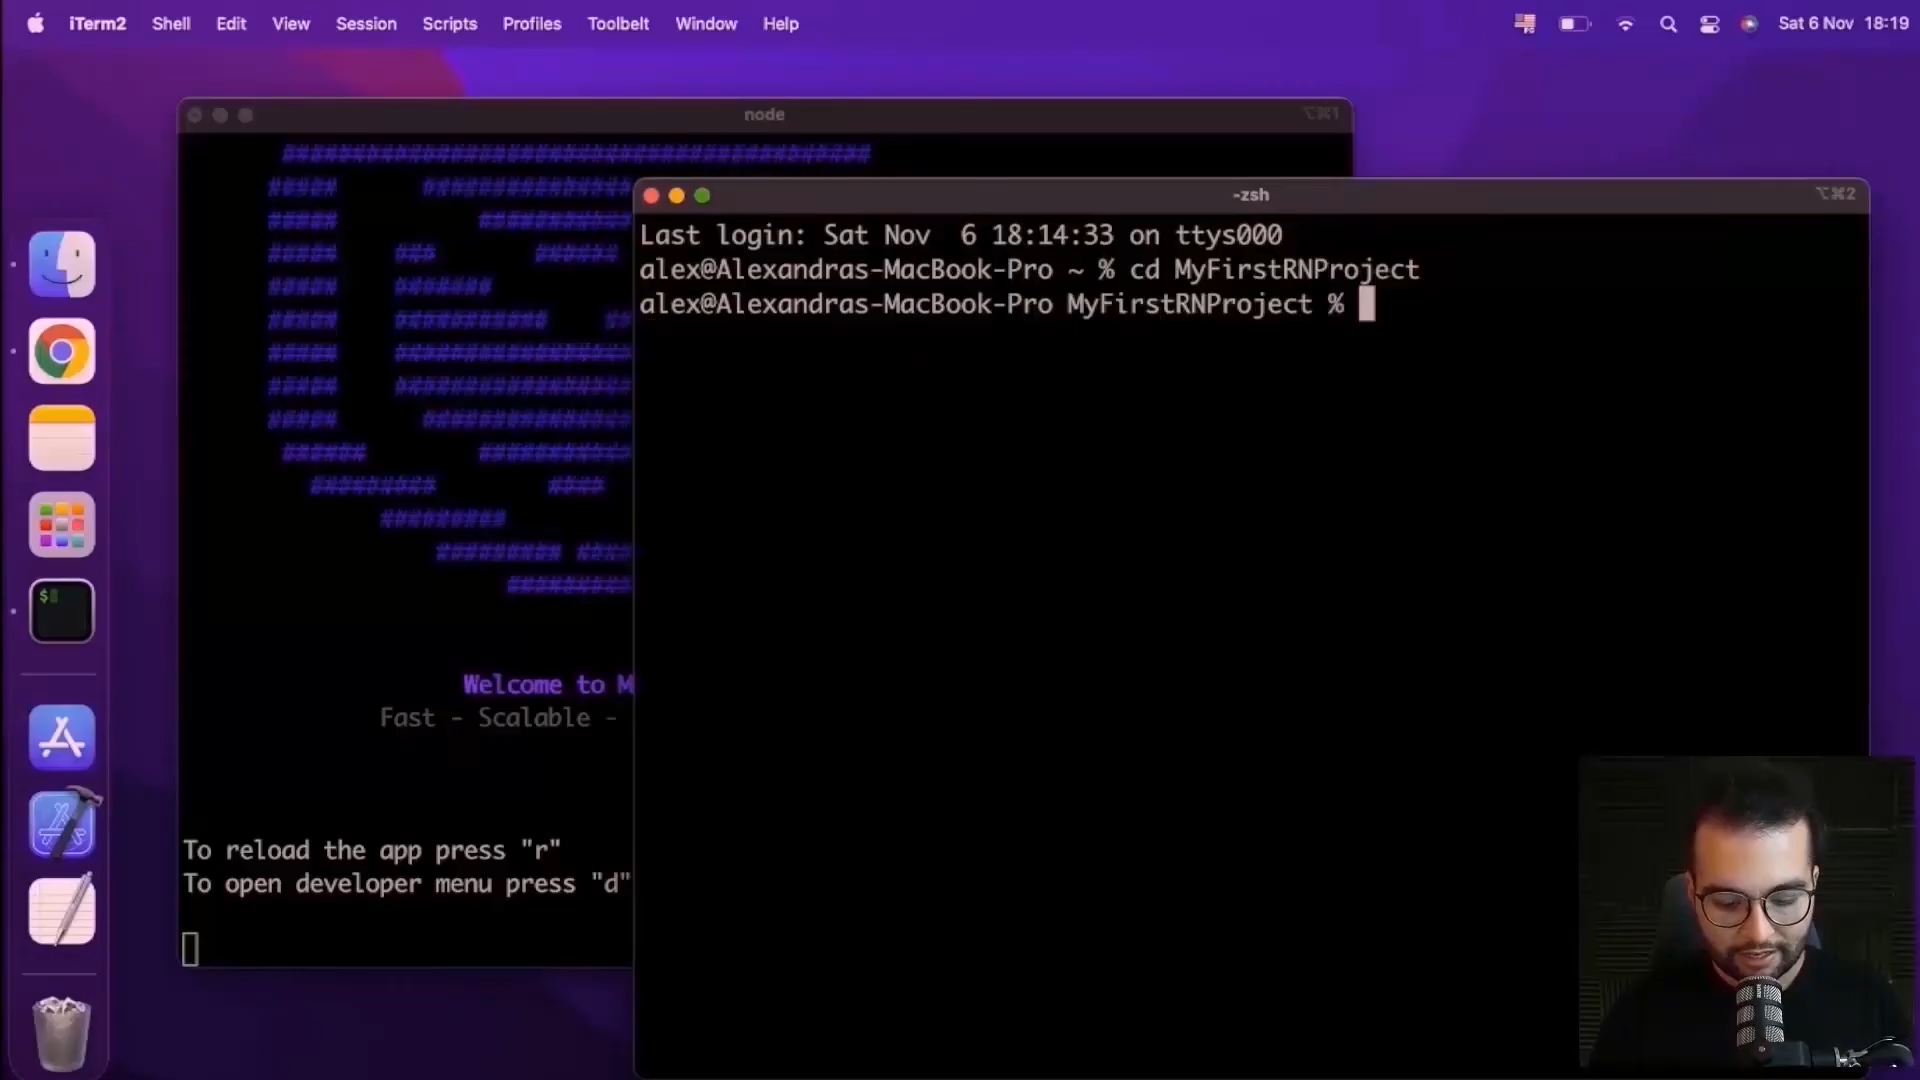 iTerm2 Shell Edit View Session Scripts Profiles Toolbelt Window Help Sat 6 Nov 18:19
node ⌥⌘1
-zsh ⌥⌘2
Last login: Sat Nov  6 18:14:33 on ttys000
alex@Alexandras-MacBook-Pro ~ % cd MyFirstRNProject
alex@Alexandras-MacBook-Pro MyFirstRNProject %
Welcome to M
Fast - Scalable -
To reload the app press "r"
To open developer menu press "d"